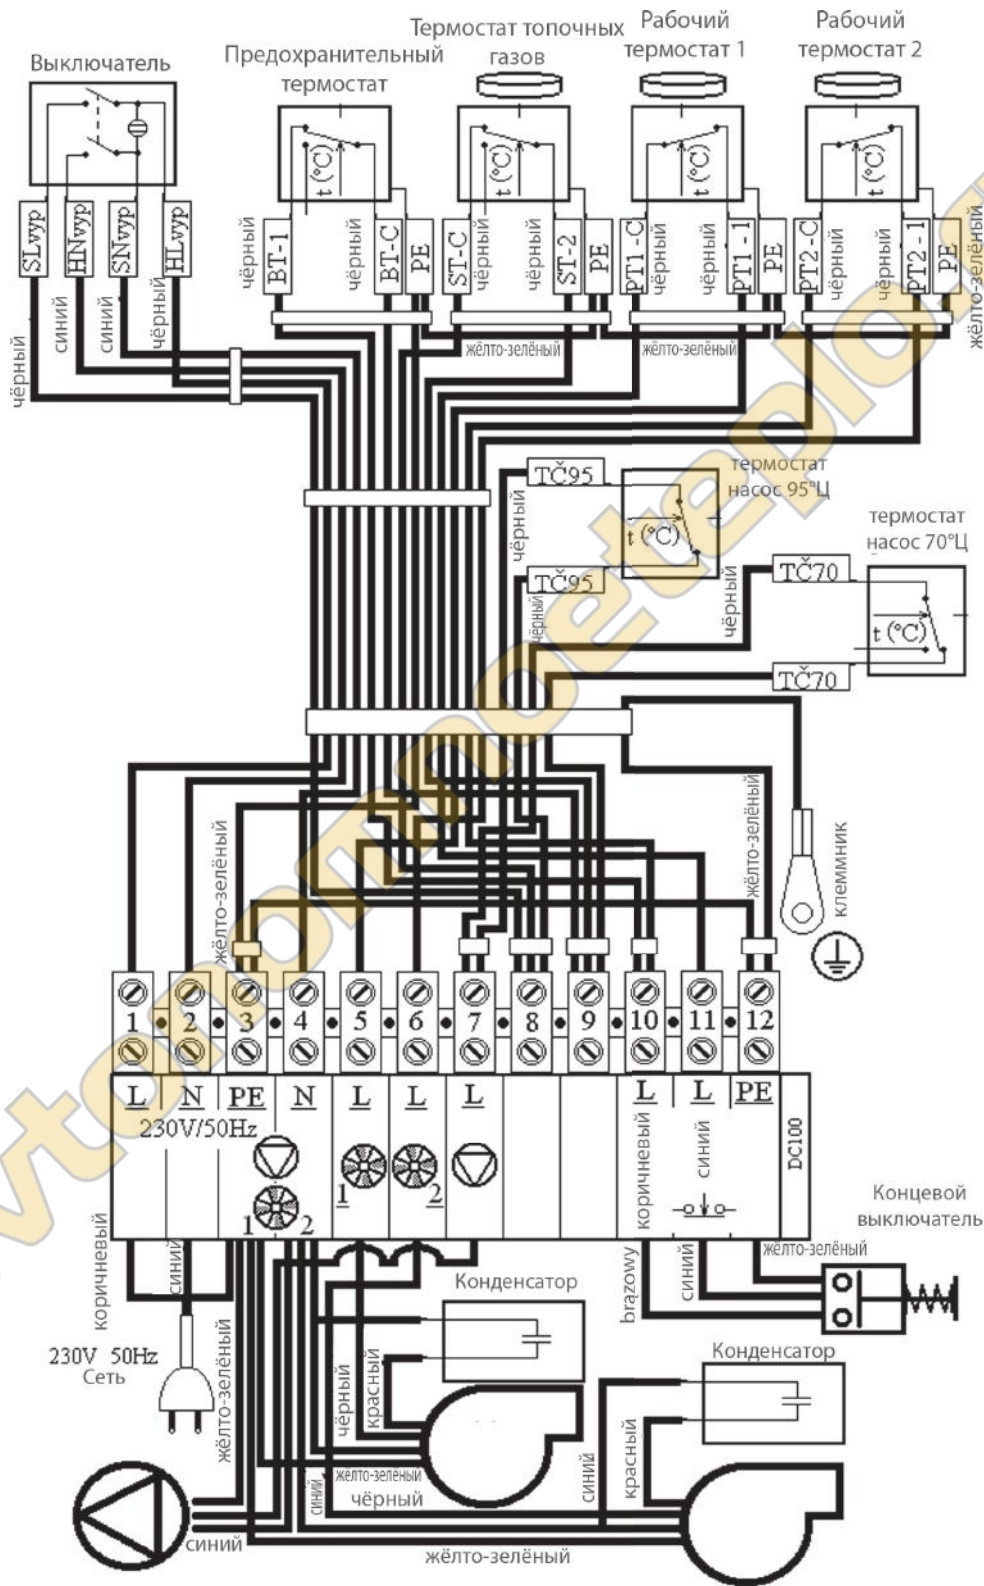 Выключатель
Предохранительный
термостат
Термостат топочных
газов
Рабочий
термостат 1
Рабочий
термостат 2
t (°C)
t (°C)
t (°C)
t (°C)
SLvyp
HNvyp
SNvyp
HLvyp
чёрный
BT-1
чёрный
BT-C
PE
ST-C
чёрный
чёрный
ST-2
PE
PT1-C
чёрный
чёрный
PT1-1
PE
PT2-C
чёрный
чёрный
PT2-1
PE
жёлто-зелёный
чёрный
синий
синий
чёрный
жёлто-зелёный
жёлто-зелёный
TČ95
чёрный
TČ95
чёрный
t (°C)
термостат
насос 95°Ц
термостат
насос 70°Ц
TČ70
чёрный
TČ70
t (°C)
жёлто-зелёный
жёлто-зелёный
клеммник
1 2 3 4 5 6 7 8 9 10 11 12
L N PE N L L L L L PE
230V/50Hz
1 2
1
2
коричневый
синий
DC100
Концевой
выключатель
жёлто-зелёный
brązowy
синий
коричневый
синий
230V 50Hz
Сеть
жёлто-зелёный
Конденсатор
чёрный
красный
Конденсатор
жёлто-зелёный
чёрный
синий
синий
красный
синий
жёлто-зелёный
avtonomnoeteplo.